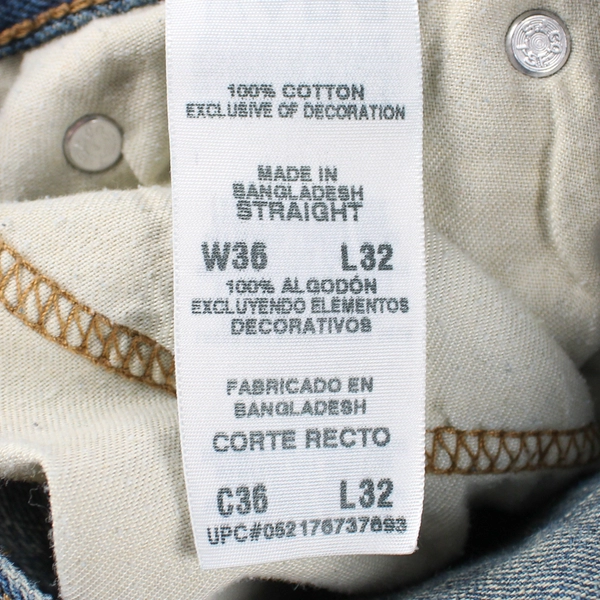 100% COTTON
EXCLUSIVE OF DECORATION
MADE IN
BANGLADESH
STRAIGHT
W36 L32
100% ALGODÓN
EXCLUYENDO ELEMENTOS
DECORATIVOS
FABRICADO EN
BANGLADESH
CORTE RECTO
C36 L32
UPC#052176737693